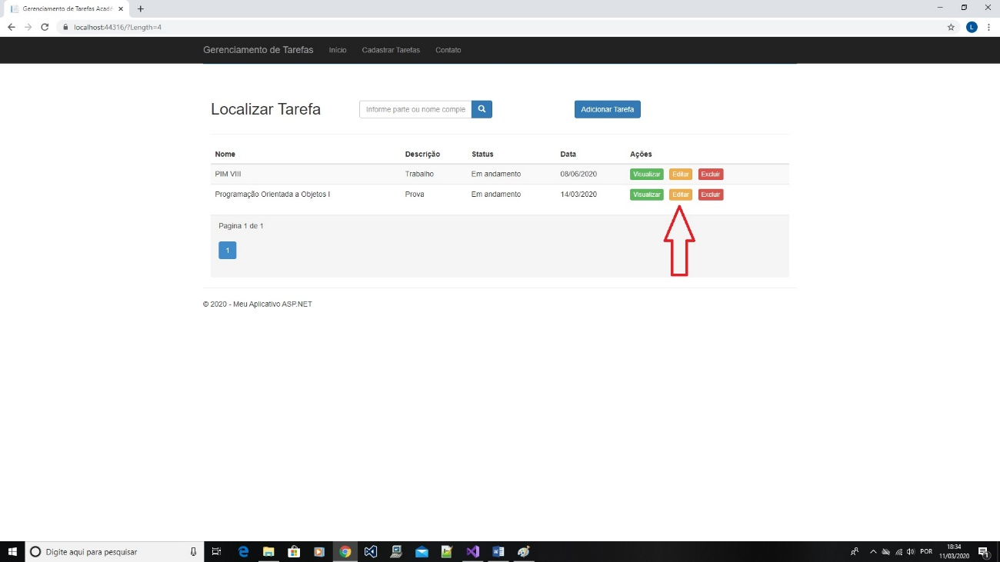 Gerenciamento de Tarefas Acadê
localhost:44316/?Length=4
L
Gerenciamento de Tarefas Início Cadastrar Tarefas Contato
Localizar Tarefa Informe parte ou nome comple Adicionar Tarefa
Nome Descrição Status Data Ações
PIM VIII Trabalho Em andamento 08/06/2020 Visualizar Editar Excluir
Programação Orientada a Objetos I Prova Em andamento 14/03/2020 Visualizar Editar Excluir
Pagina 1 de 1
1
© 2020 - Meu Aplicativo ASP.NET
Digite aqui para pesquisar POR 18:34
11/03/2020 1